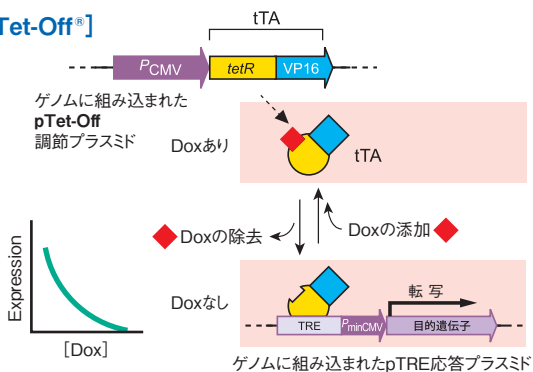 Tet-Off®]
tTA
PCMV
tetR
VP16
ゲノムに組み込まれた
pTet-Off
調節プラスミド
Doxあり
tTA
Doxの除去
Doxの添加
Expression
[Dox]
Doxなし
転写
TRE
PminCMV
目的遺伝子
ゲノムに組み込まれたpTRE応答プラスミド